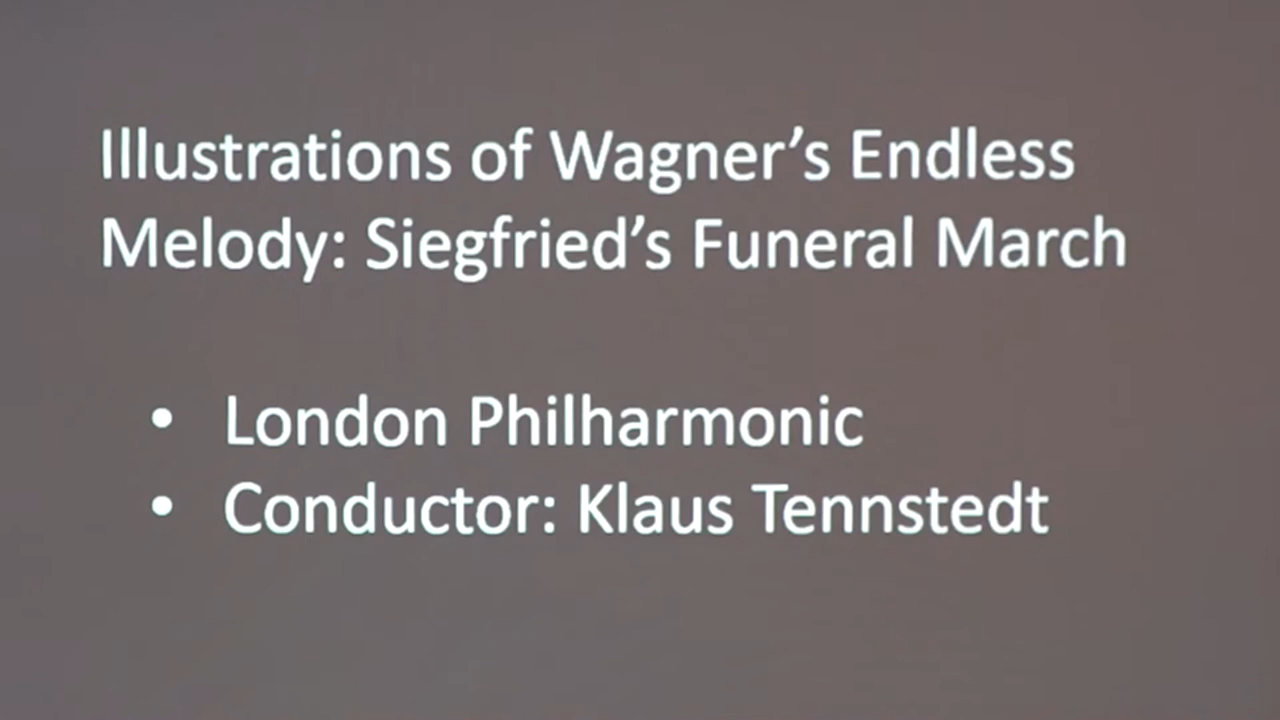 Illustrations of Wagner’s Endless
Melody: Siegfried’s Funeral March
• London Philharmonic
• Conductor: Klaus Tennstedt